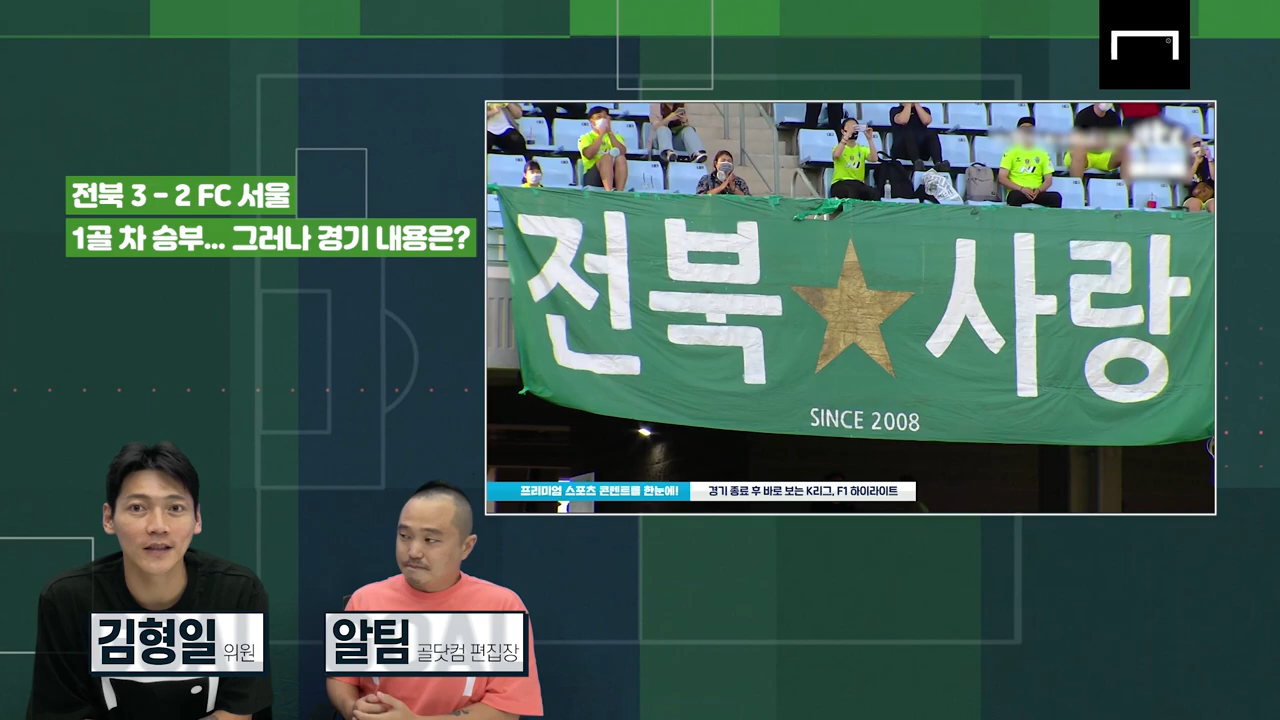 전북 3 - 2 FC 서울
1골 차 승부... 그러나 경기 내용은?
전북★사랑
SINCE 2008
프리미엄 스포츠 콘텐트를 한눈에!
경기 종료 후 바로 보는 K리그, F1 하이라이트
김형일 위원
알팀 골닷컴 편집장